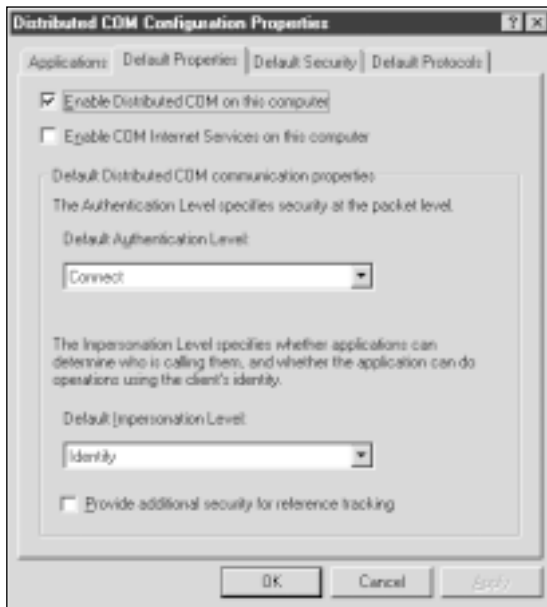 Distributed COM Configuration Properties
Applications
Default Properties
Default Security
Default Protocols
Enable Distributed COM on this computer
Enable COM Internet Services on this computer
Default Distributed COM communication properties
The Authentication Level specifies security at the packet level.
Default Authentication Level:
Connect
The Impersonation Level specifies whether applications can
determine who is calling them, and whether the application can do
operations using the client's identity.
Default Impersonation Level:
Identify
Provide additional security for reference tracking
OK
Cancel
Apply